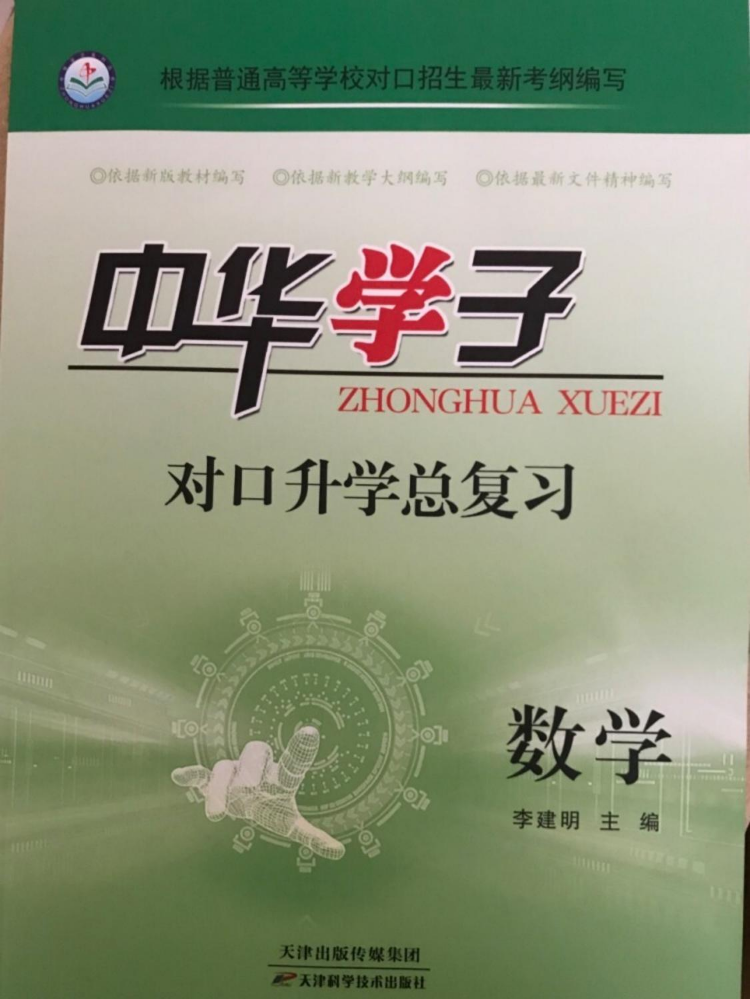 根据普通高等学校对口招生最新考纲编写
◎依据新版教材编写 ◎依据新教学大纲编写 ◎依据最新文件精神编写
中华学子
ZHONGHUA XUEZI
对口升学总复习
数学
李建明 主 编
天津出版传媒集团
天津科学技术出版社